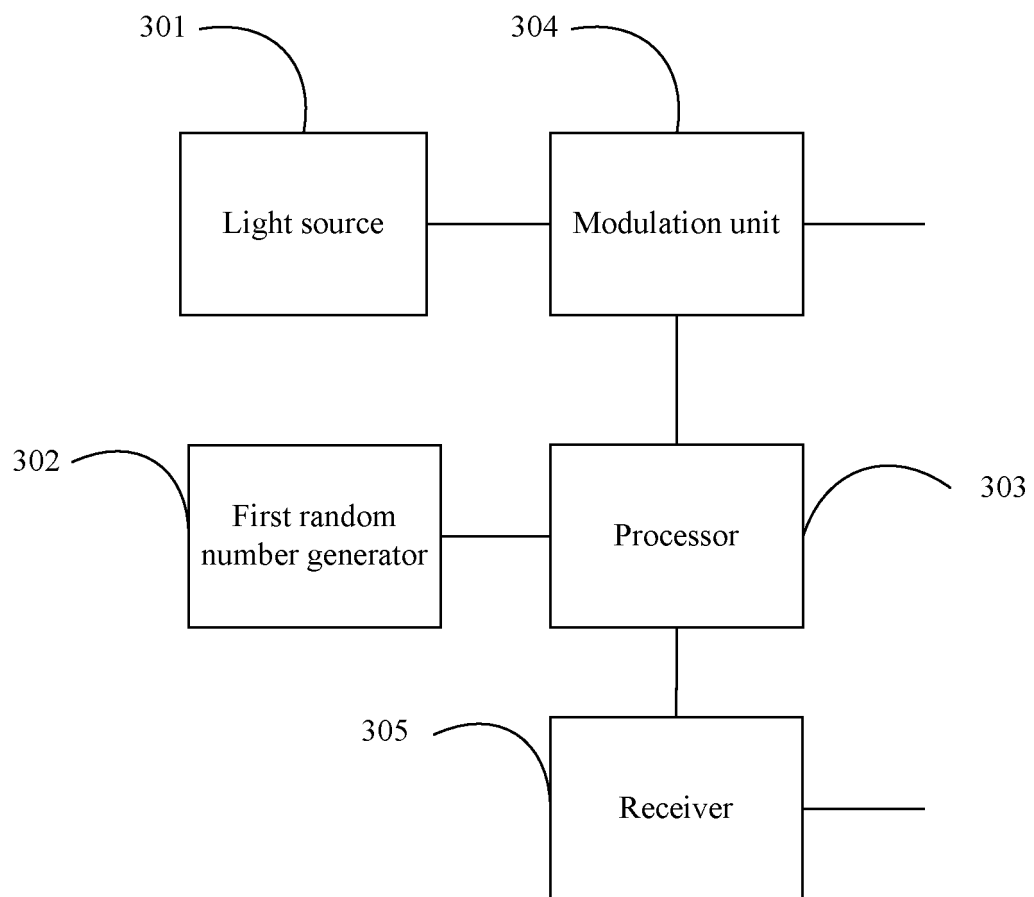 301
304
Light source
Modulation unit
302
303
First random
number generator
Processor
305
Receiver